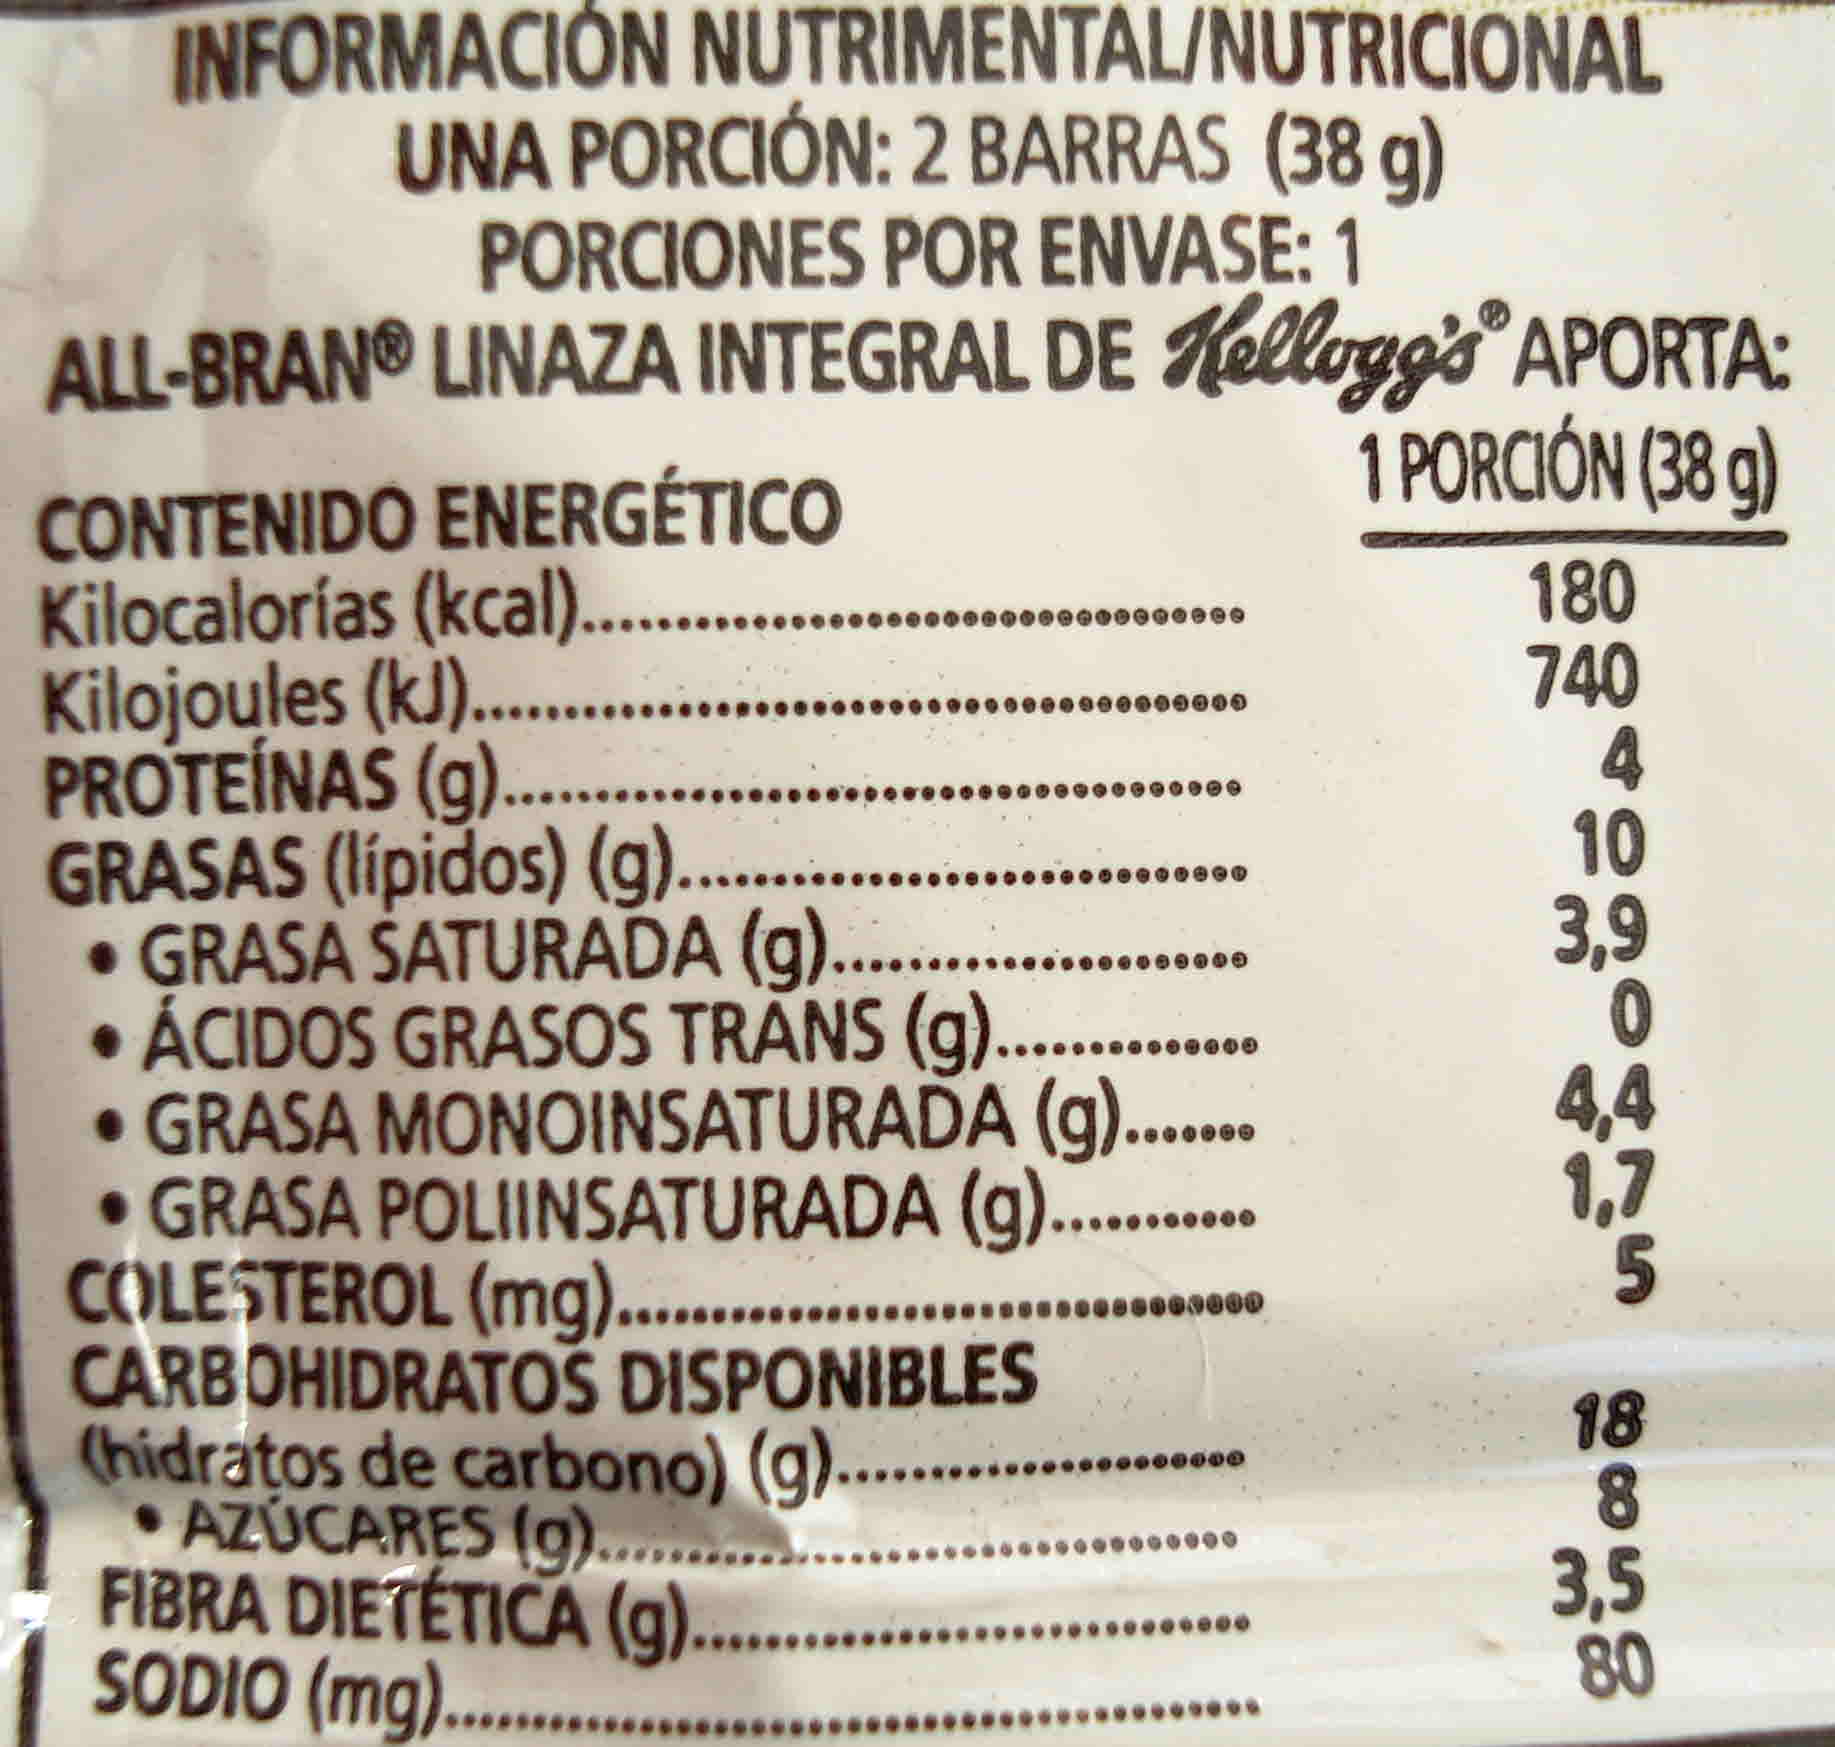 INFORMACIÓN NUTRIMENTAL/NUTRICIONAL
UNA PORCIÓN: 2 BARRAS (38 g)
PORCIONES POR ENVASE: 1
ALL-BRAN® LINAZA INTEGRAL DE Kellogg's® APORTA:
1 PORCIÓN (38 g)
CONTENIDO ENERGÉTICO
Kilocalorías (kcal)................................... 180
Kilojoules (kJ)......................................... 740
PROTEÍNAS (g)....................................... 4
GRASAS (lípidos) (g).............................. 10
• GRASA SATURADA (g)...................... 3,9
• ÁCIDOS GRASOS TRANS (g).............. 0
• GRASA MONOINSATURADA (g)....... 4,4
• GRASA POLIINSATURADA (g)........... 1,7
COLESTEROL (mg).................................. 5
CARBOHIDRATOS DISPONIBLES
(hidratos de carbono) (g)...................... 18
• AZÚCARES (g).................................. 8
FIBRA DIETÉTICA (g).............................. 3,5
SODIO (mg)........................................... 80